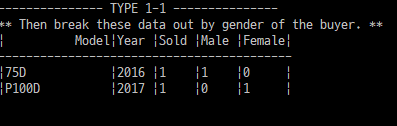 --------------- TYPE 1-1 ---------------
** Then break these data out by gender of the buyer. **
¦          Model¦Year ¦Sold ¦Male ¦Female¦
------------------------------------------
¦75D            ¦2016 ¦1    ¦1    ¦0     ¦
¦P100D          ¦2017 ¦1    ¦0    ¦1     ¦